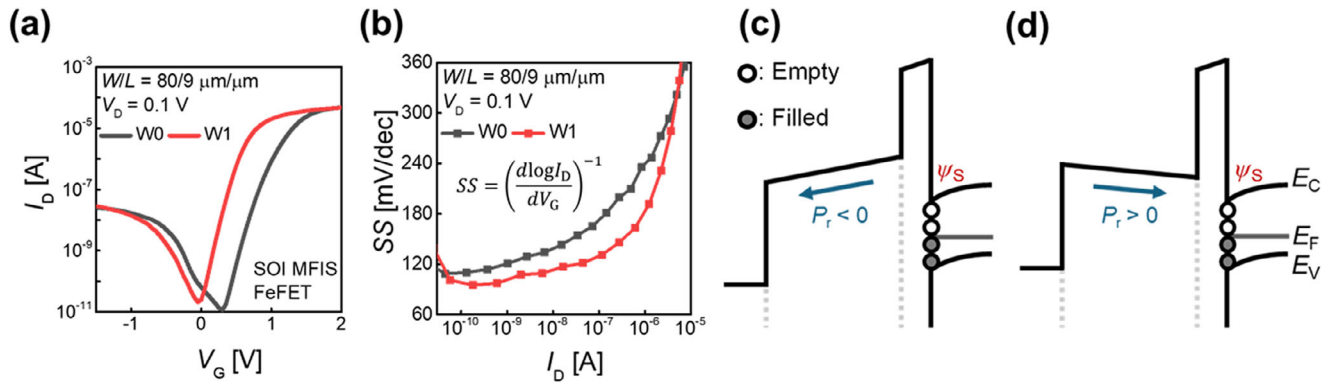 (a)
10⁻³
10⁻⁵
10⁻⁷
10⁻⁹
10⁻¹¹
I_D [A]
W/L = 80/9 μm/μm
V_D = 0.1 V
W0 W1
SOI MFIS
FeFET
-1 0 1 2
V_G [V]
(b)
360
300
240
180
120
60
SS [mV/dec]
W/L = 80/9 μm/μm
V_D = 0.1 V
W0 W1
SS = (dlogI_D / dV_G)⁻¹
10⁻¹⁰ 10⁻⁹ 10⁻⁸ 10⁻⁷ 10⁻⁶ 10⁻⁵
I_D [A]
(c)
: Empty
: Filled
P_r < 0
ψ_S
(d)
P_r > 0
ψ_S
E_C
E_F
E_V